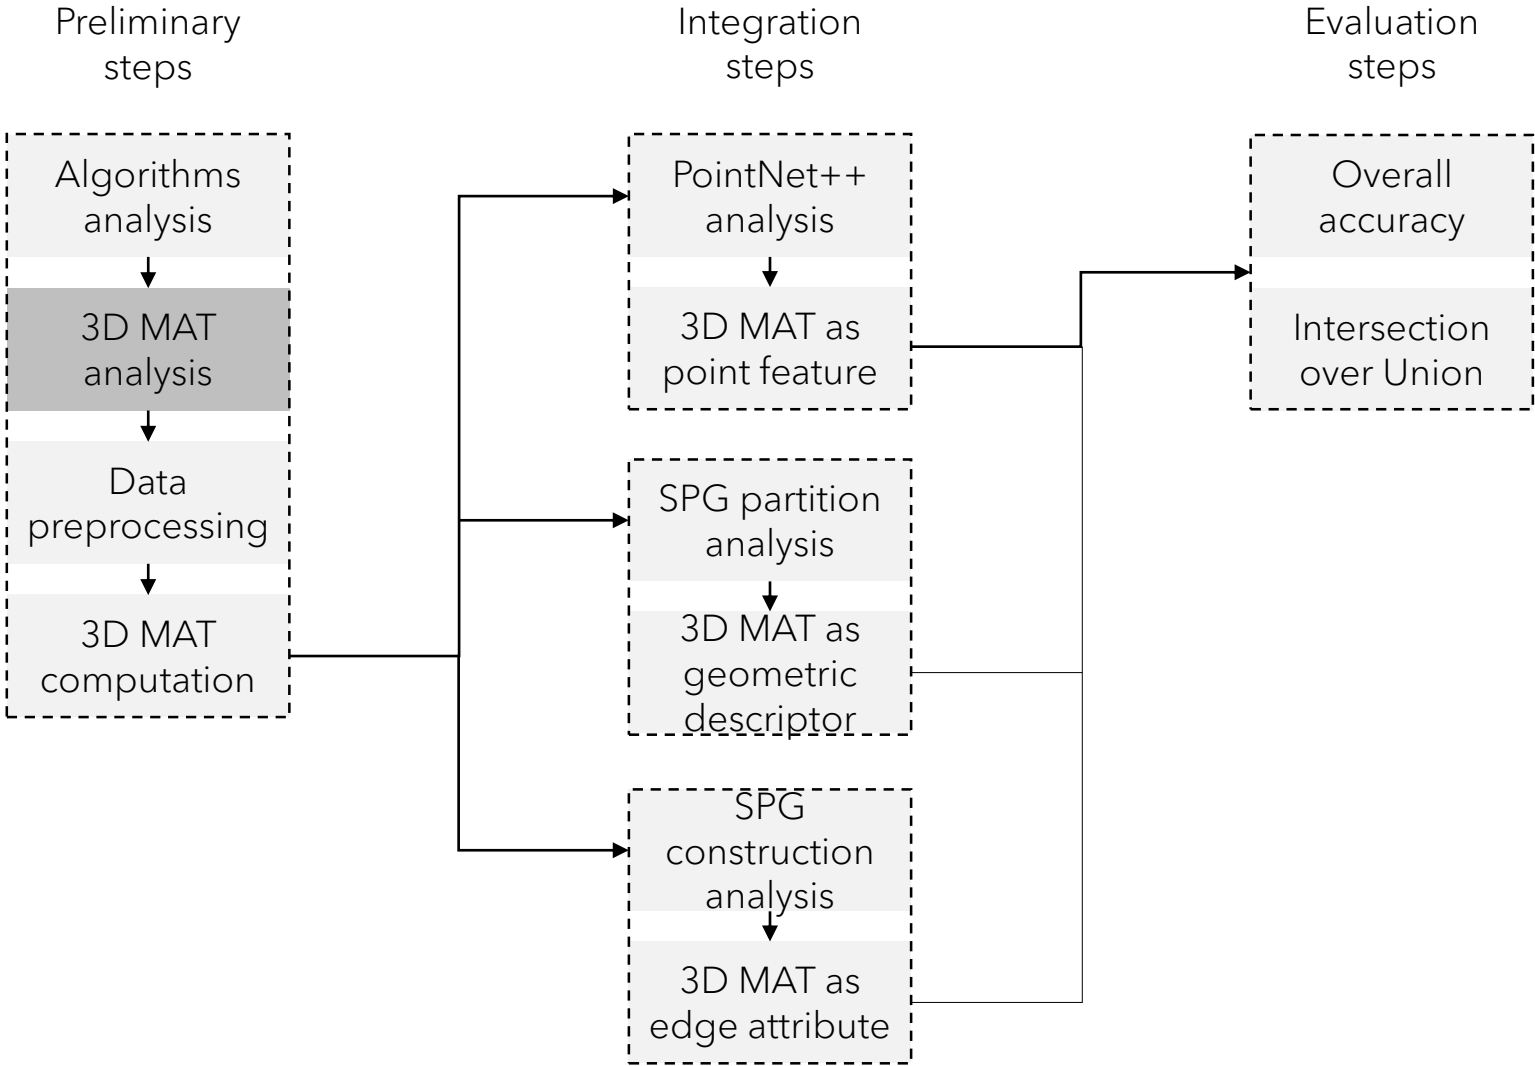 Preliminary
steps
Integration
steps
Evaluation
steps
Algorithms
analysis
3D MAT
analysis
Data
preprocessing
3D MAT
computation
PointNet++
analysis
3D MAT as
point feature
SPG partition
analysis
3D MAT as
geometric
descriptor
SPG
construction
analysis
3D MAT as
edge attribute
Overall
accuracy
Intersection
over Union